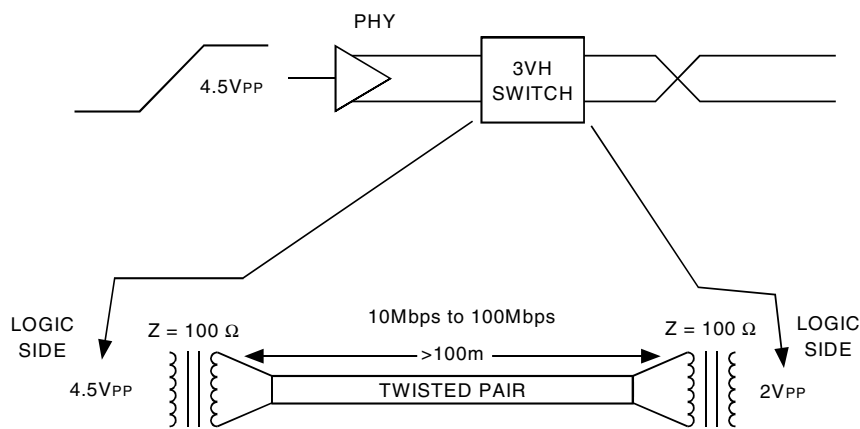 PHY
4.5VPP
3VH
SWITCH
10Mbps to 100Mbps
LOGIC
SIDE
Z = 100 Ω
Z = 100 Ω
LOGIC
SIDE
>100m
4.5VPP
TWISTED PAIR
2VPP